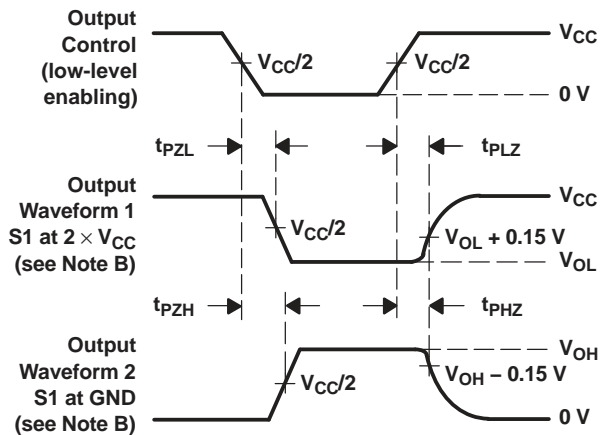 Output
Control
(low-level
enabling)
VCC/2
VCC/2
VCC
0 V
tPZL
tPLZ
Output
Waveform 1
S1 at 2 × VCC
(see Note B)
VCC/2
VCC
VOL + 0.15 V
VOL
tPZH
tPHZ
Output
Waveform 2
S1 at GND
(see Note B)
VCC/2
VOH
VOH – 0.15 V
0 V